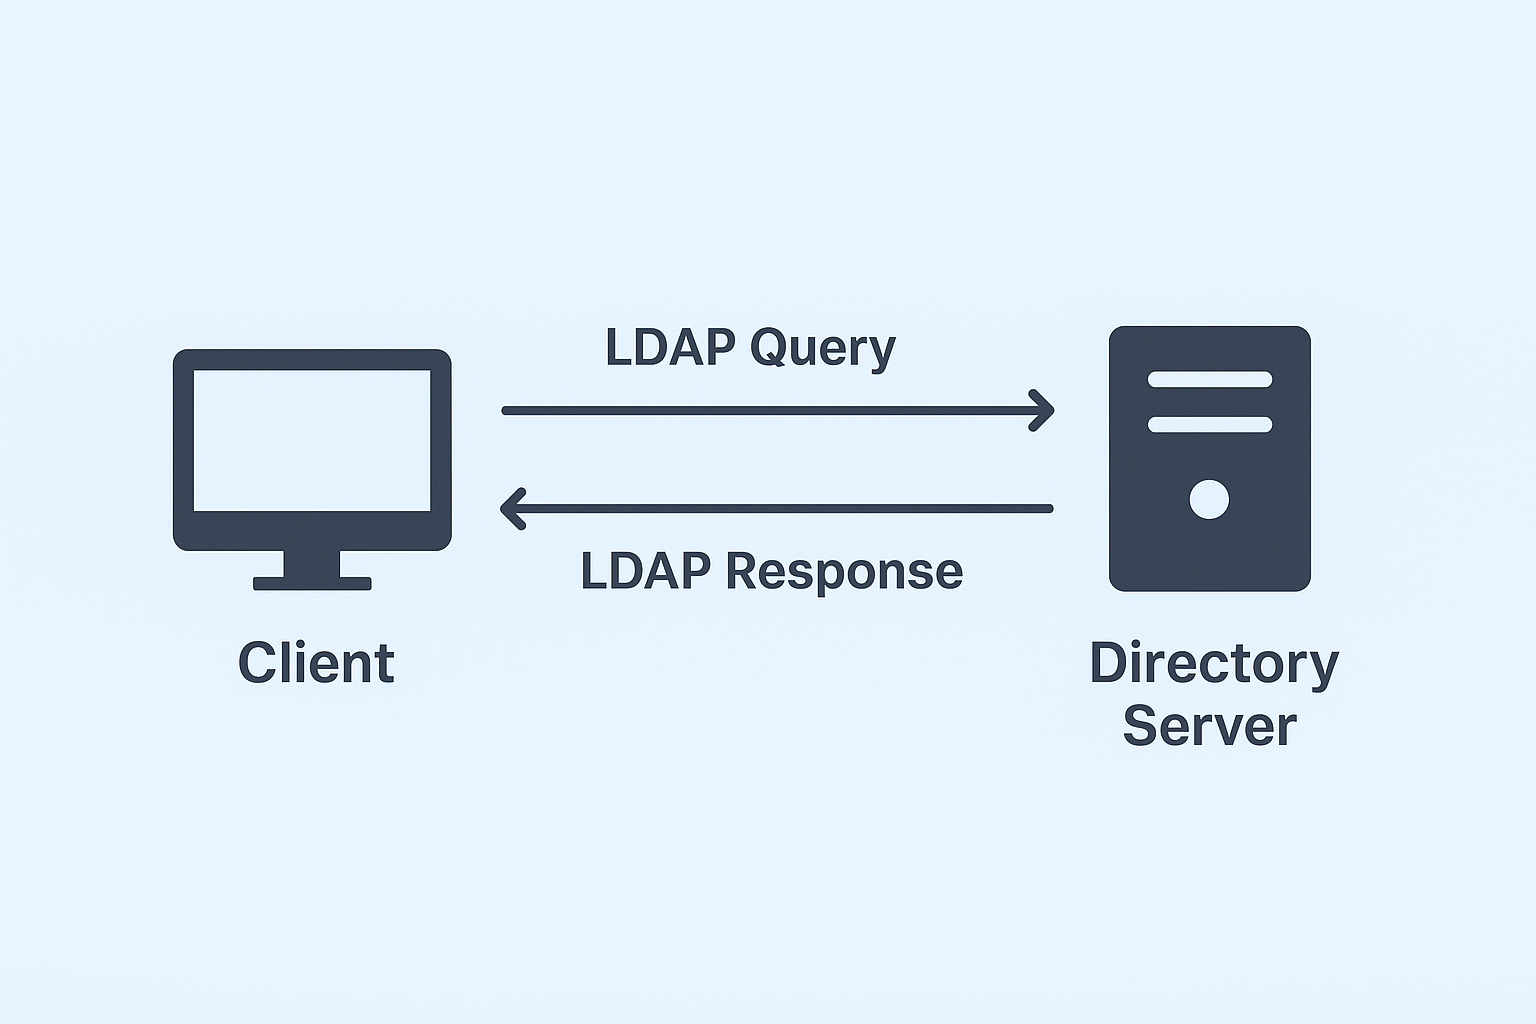 LDAP Query
LDAP Response
Client
Directory
Server